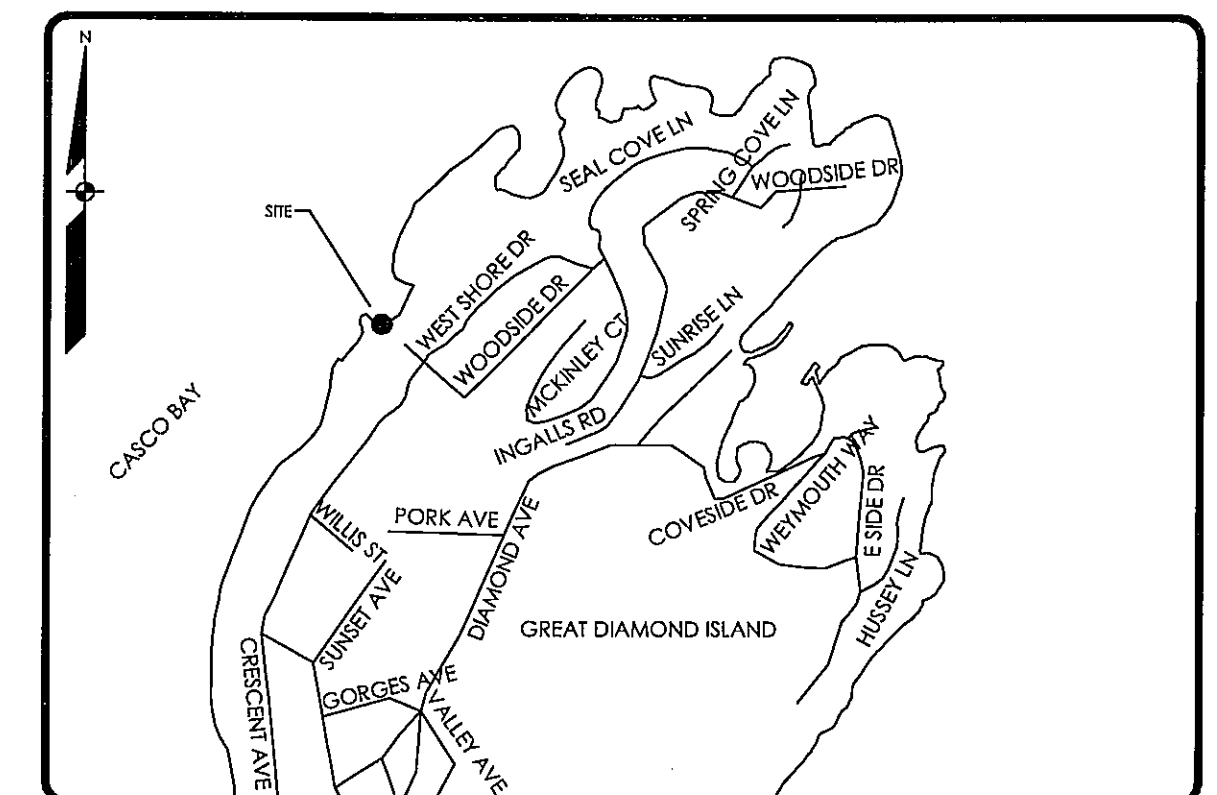 N
SEAL COVE LN
SPRING COVE LN
WOODSIDE DR
SITE
WEST SHORE DR
WOODSIDE DR
MCKINLEY CT
SUNRISE LN
INGALLS RD
CASCO BAY
WILLIS ST
PORK AVE
DIAMOND AVE
COVESIDE DR
WEYMOUTH WAY
E SIDE DR
HUSSEY LN
SUNSET AVE
GREAT DIAMOND ISLAND
CRESCENT AVE
GORGES AVE
VALLEY AVE